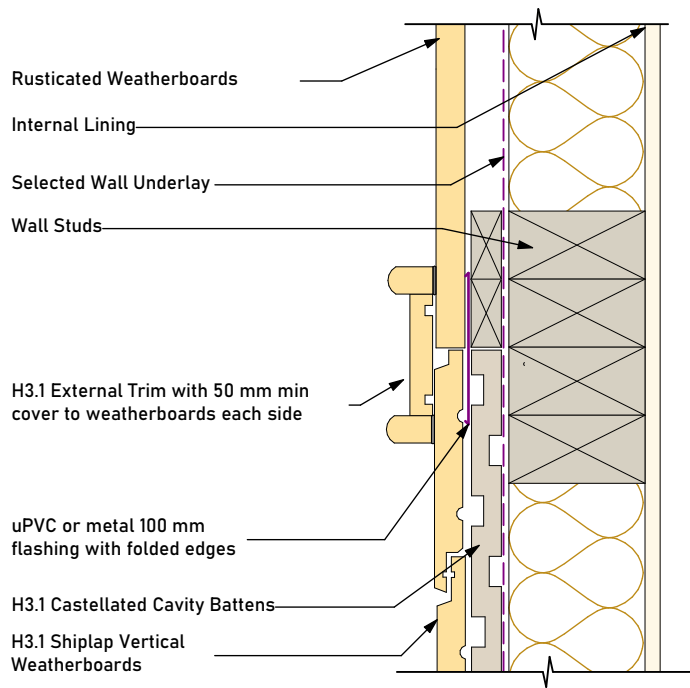 Rusticated Weatherboards
Internal Lining
Selected Wall Underlay
Wall Studs
H3.1 External Trim with 50 mm min
cover to weatherboards each side
uPVC or metal 100 mm
flashing with folded edges
H3.1 Castellated Cavity Battens
H3.1 Shiplap Vertical
Weatherboards